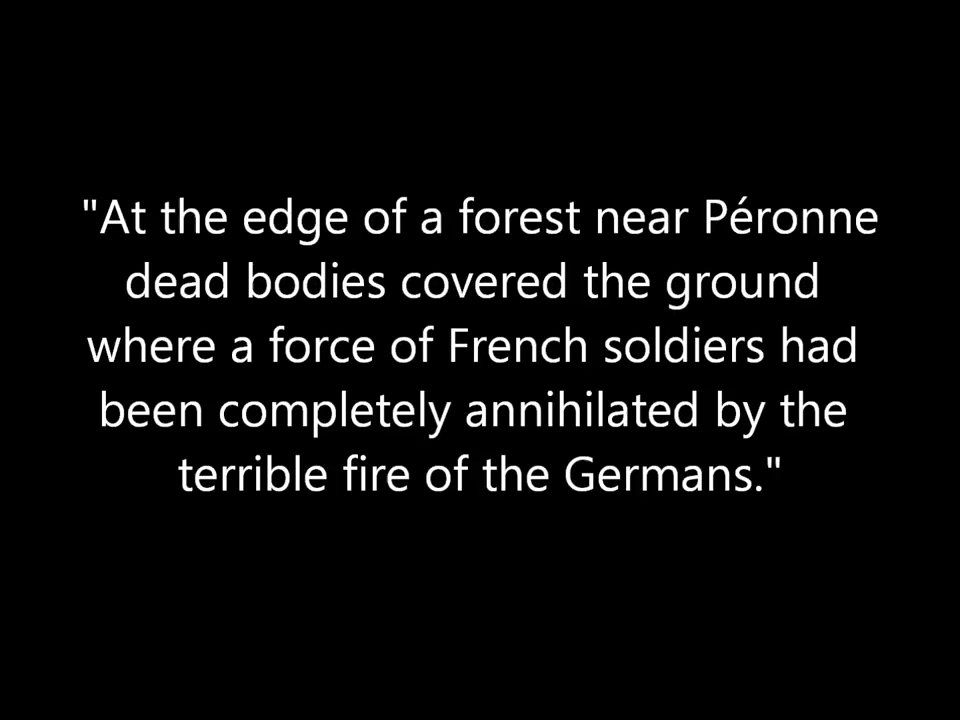 "At the edge of a forest near Péronne
dead bodies covered the ground
where a force of French soldiers had
been completely annihilated by the
terrible fire of the Germans."